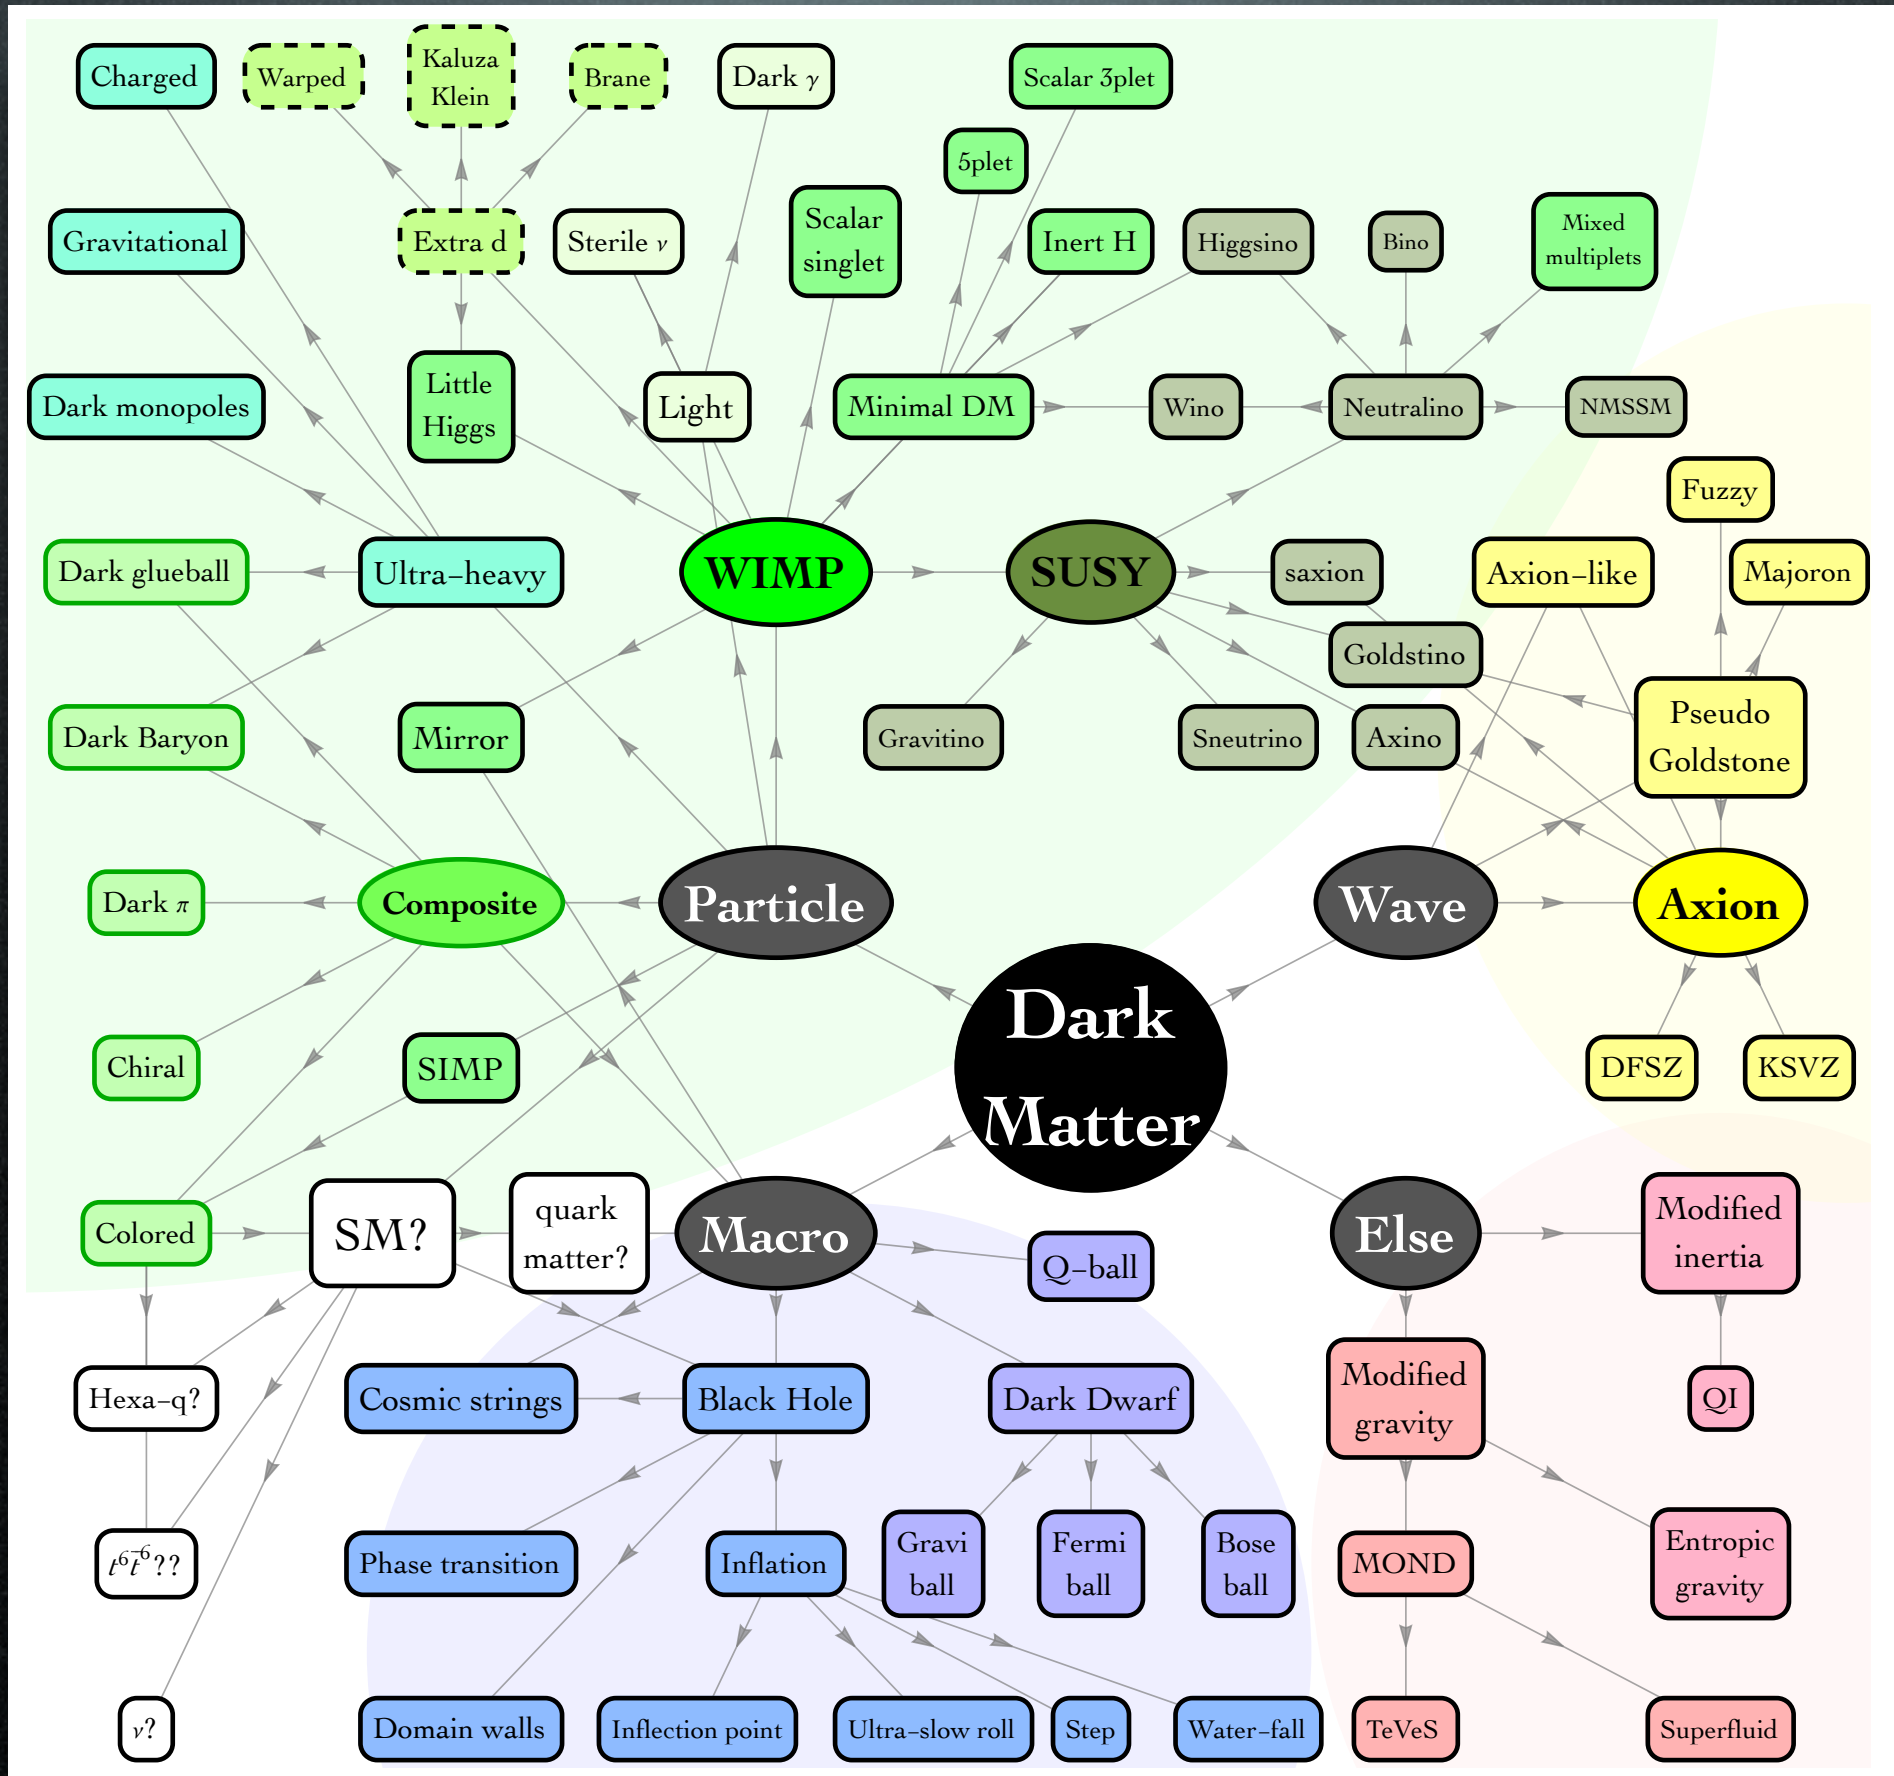 Charged
Warped
Kaluza
Klein
Brane
Dark γ
Scalar 3plet
5plet
Gravitational
Extra d
Sterile ν
Scalar
singlet
Inert H
Higgsino
Bino
Mixed
multiplets
Dark monopoles
Little
Higgs
Light
Minimal DM
Wino
Neutralino
NMSSM
Fuzzy
Dark glueball
Ultra-heavy
WIMP
SUSY
saxion
Axion-like
Majoron
Goldstino
Dark Baryon
Mirror
Gravitino
Sneutrino
Axino
Pseudo
Goldstone
Dark π
Composite
Particle
Wave
Axion
Dark
Matter
Chiral
SIMP
DFSZ
KSVZ
Colored
SM?
quark
matter?
Macro
Q-ball
Else
Modified
inertia
Hexa-q?
Cosmic strings
Black Hole
Dark Dwarf
Modified
gravity
QI
t⁶t̄⁶??
Phase transition
Inflation
Gravi
ball
Fermi
ball
Bose
ball
MOND
Entropic
gravity
ν?
Domain walls
Inflection point
Ultra-slow roll
Step
Water-fall
TeVeS
Superfluid